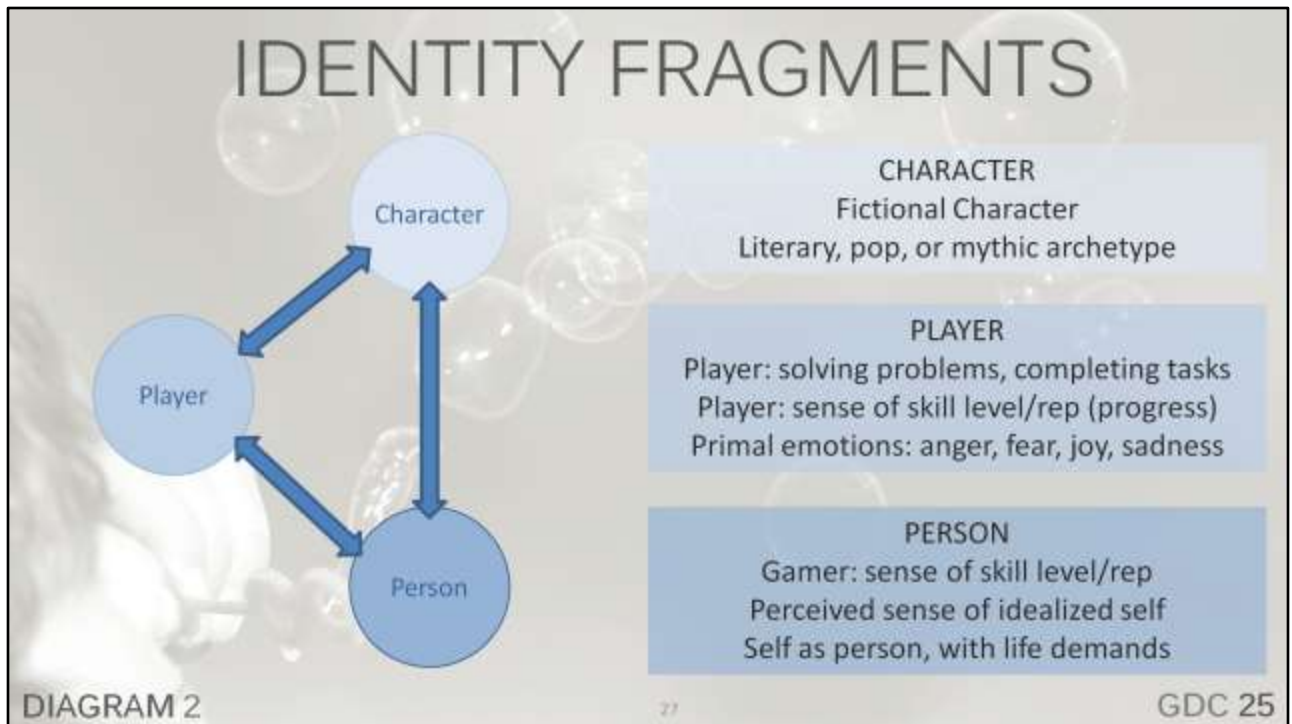 IDENTITY FRAGMENTS
Character
Player
Person
CHARACTER
Fictional Character
Literary, pop, or mythic archetype
PLAYER
Player: solving problems, completing tasks
Player: sense of skill level/rep (progress)
Primal emotions: anger, fear, joy, sadness
PERSON
Gamer: sense of skill level/rep
Perceived sense of idealized self
Self as person, with life demands
DIAGRAM 2
27
GDC 25